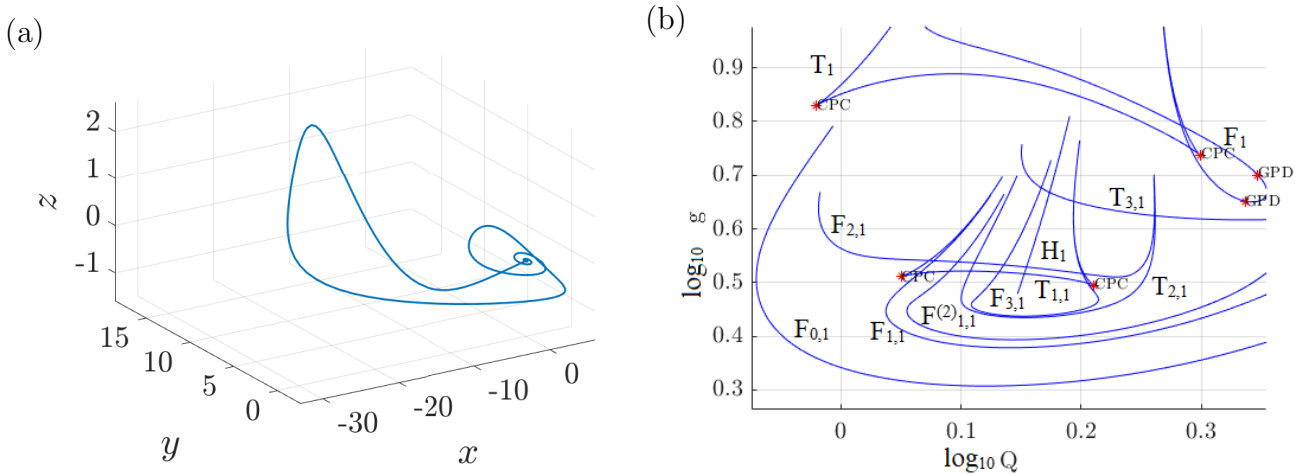 (a)
2
1
0
-1
z
15
10
5
0
y
-30
-20
-10
0
x
(b)
0.9
0.8
0.7
0.6
0.5
0.4
0.3
log₁₀ g
0
0.1
0.2
0.3
log₁₀ Q
T₁
CPC
F₁
CPC
GPD
GPD
T₃,₁
F₂,₁
H₁
CPC
CPC
F₃,₁
T₁,₁
T₂,₁
F⁽²⁾₁,₁
F₁,₁
F₀,₁